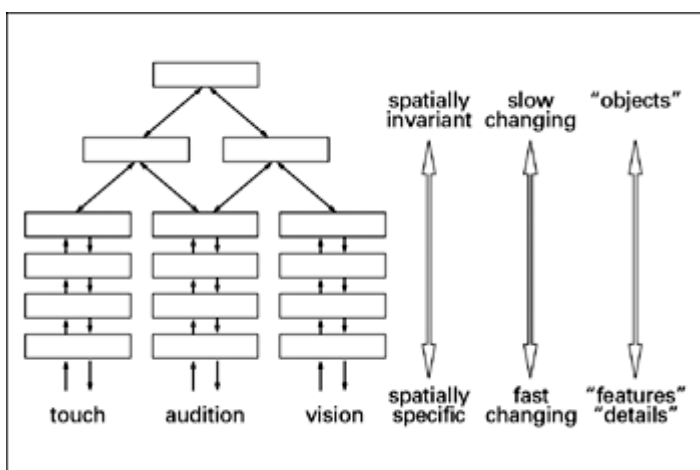 spatially
invariant
slow
changing
“objects”
touch
audition
vision
spatially
specific
fast
changing
“features”
“details”